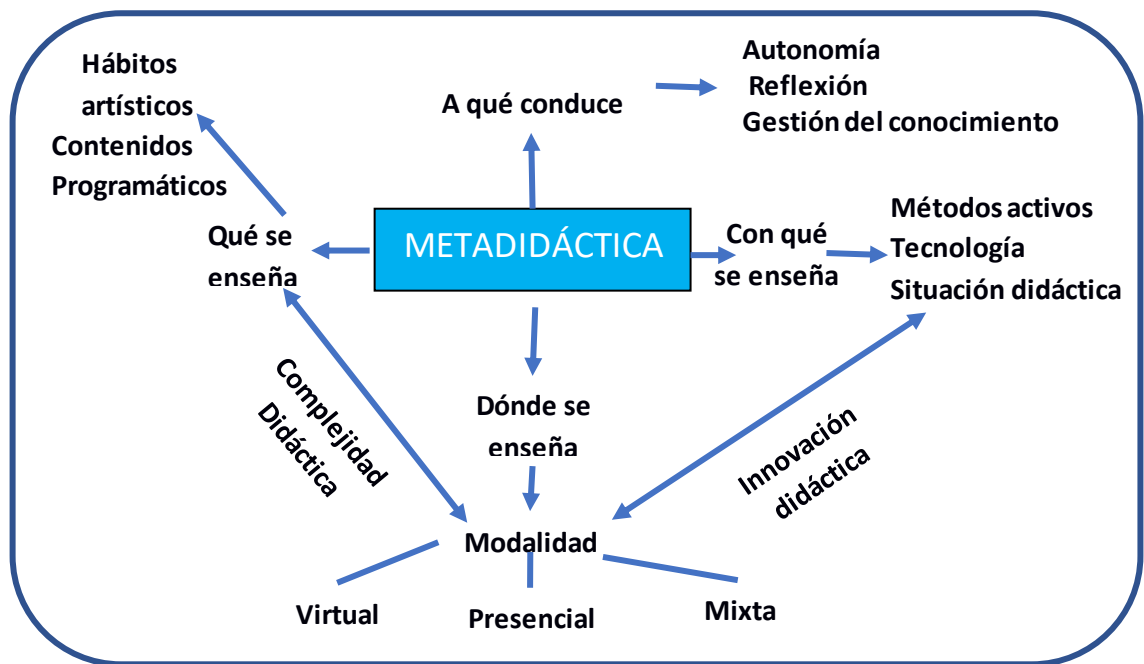 Hábitos
artísticos
Contenidos
Programáticos
A qué conduce
Autonomía
Reflexión
Gestión del conocimiento
Qué se
enseña
METADIDÁCTICA
Con qué
se enseña
Métodos activos
Tecnología
Situación didáctica
Complejidad
Didáctica
Dónde se
enseña
Innovación
didáctica
Modalidad
Virtual
Presencial
Mixta